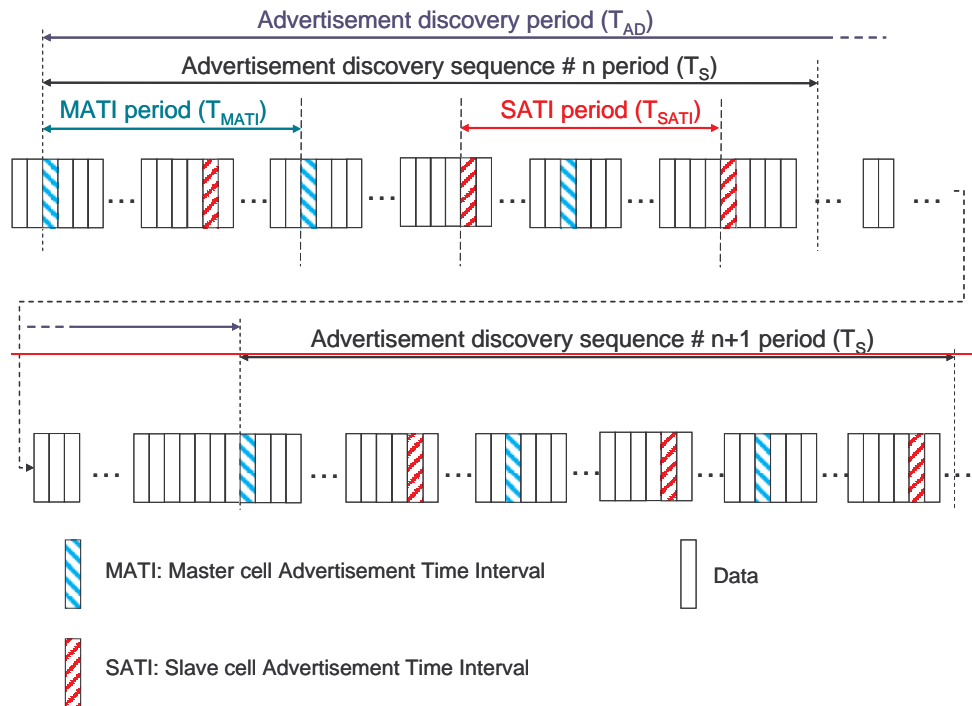 Advertisement discovery period (TAD)
Advertisement discovery sequence # n period (TS)
MATI period (TMATI)
SATI period (TSATI)
... ... ... ... ... ... ...
Advertisement discovery sequence # n+1 period (TS)
... ... ... ... ... ... ...
MATI: Master cell Advertisement Time Interval
Data
SATI: Slave cell Advertisement Time Interval